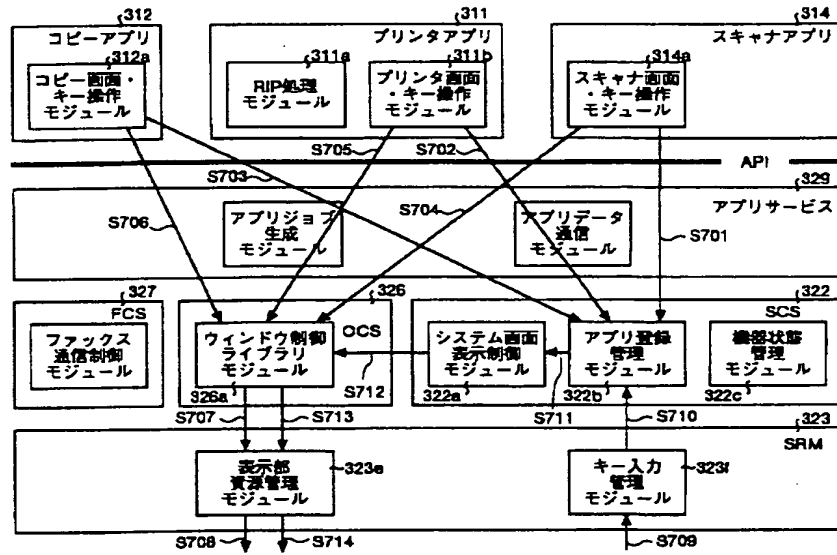 312
コピーアプリ
312a
コピー画面・
キー操作
モジュール
311
プリンタアプリ
311a
RIP処理
モジュール
311b
プリンタ画面
・キー操作
モジュール
314
スキャナアプリ
314a
スキャナ画面
・キー操作
モジュール
S703
S705
S702
API
329
アプリサービス
S706
アプリジョブ
生成
モジュール
S704
アプリデータ
通信
モジュール
S701
327
FCS
ファックス
通信制御
モジュール
326
OCS
ウィンドウ制御
ライブラリ
モジュール
326a
S712
322
SCS
システム画面
表示制御
モジュール
322a
S711
アプリ登録
管理
モジュール
322b
機器状態
管理
モジュール
322c
S707
S713
S710
323
SRM
表示部
資源管理
モジュール
323e
キー入力
管理
モジュール
323f
S708
S714
S709